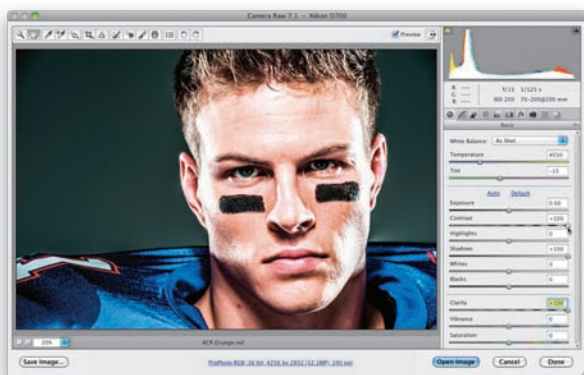 Camera Raw 7.1 - Nikon D700
Preview
R: ---
G: ---
B: ---
f/11 1/125 s
ISO 200 70-200@200 mm
Basic
White Balance: As Shot
Temperature 4550
Tint -15
Auto Default
Exposure 0.00
Contrast +100
Highlights 0
Shadows +100
Whites 0
Blacks 0
Clarity +100
Vibrance 0
Saturation 0
20% ACR Grunge.nef
Save Image... ProPhoto RGB; 16 bit; 4256 by 2832 (12.1MP); 240 ppi Open Image Cancel Done